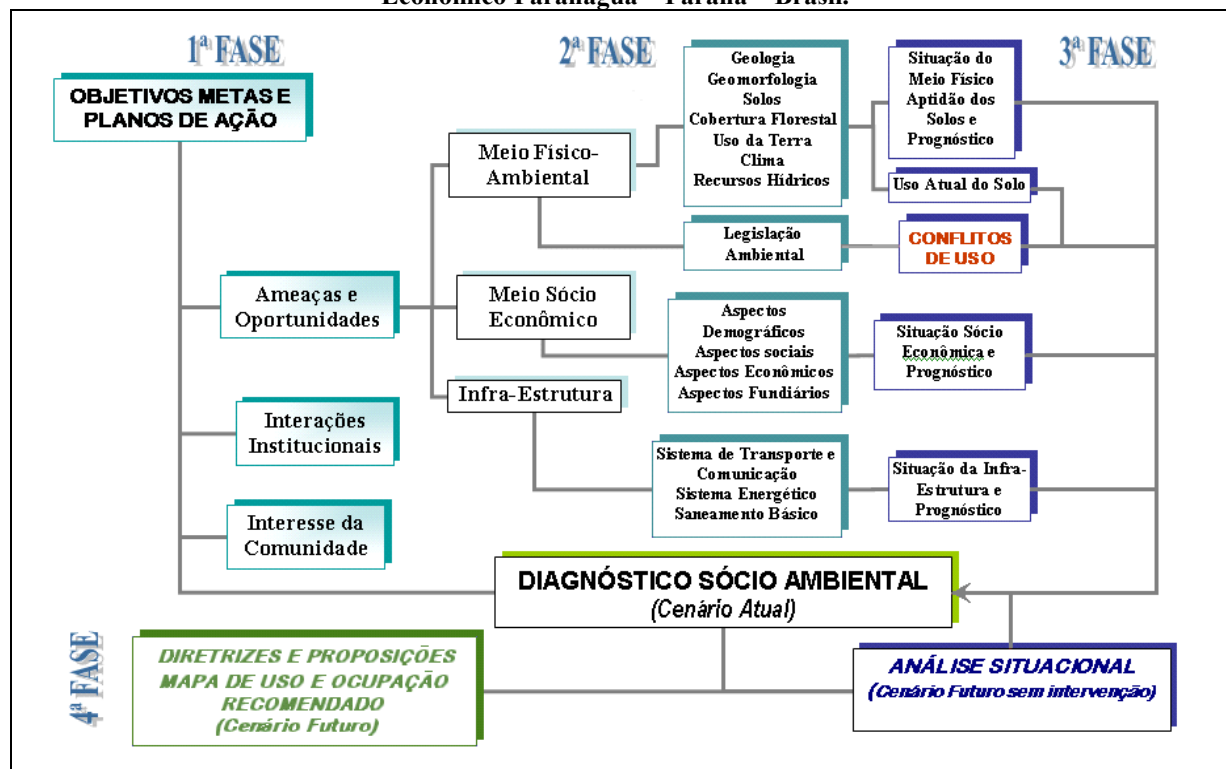 Econômico Paranaguá – Paraná – Brasil.
1ª FASE
2ª FASE
3ª FASE
OBJETIVOS METAS E
PLANOS DE AÇÃO
Ameaças e
Oportunidades
Interações
Institucionais
Interesse da
Comunidade
Meio Físico-
Ambiental
Meio Sócio
Econômico
Infra-Estrutura
Geologia
Geomorfologia
Solos
Cobertura Florestal
Uso da Terra
Clima
Recursos Hídricos
Legislação
Ambiental
Aspectos
Demográficos
Aspectos sociais
Aspectos Econômicos
Aspectos Fundiários
Sistema de Transporte e
Comunicação
Sistema Energético
Saneamento Básico
Situação do
Meio Físico
Aptidão dos
Solos e
Prognóstico
Uso Atual do Solo
CONFLITOS
DE USO
Situação Sócio
Econômica e
Prognóstico
Situação da Infra-
Estrutura e
Prognóstico
DIAGNÓSTICO SÓCIO AMBIENTAL
(Cenário Atual)
4ª FASE
DIRETRIZES E PROPOSIÇÕES
MAPA DE USO E OCUPAÇÃO
RECOMENDADO
(Cenário Futuro)
ANÁLISE SITUACIONAL
(Cenário Futuro sem intervenção)